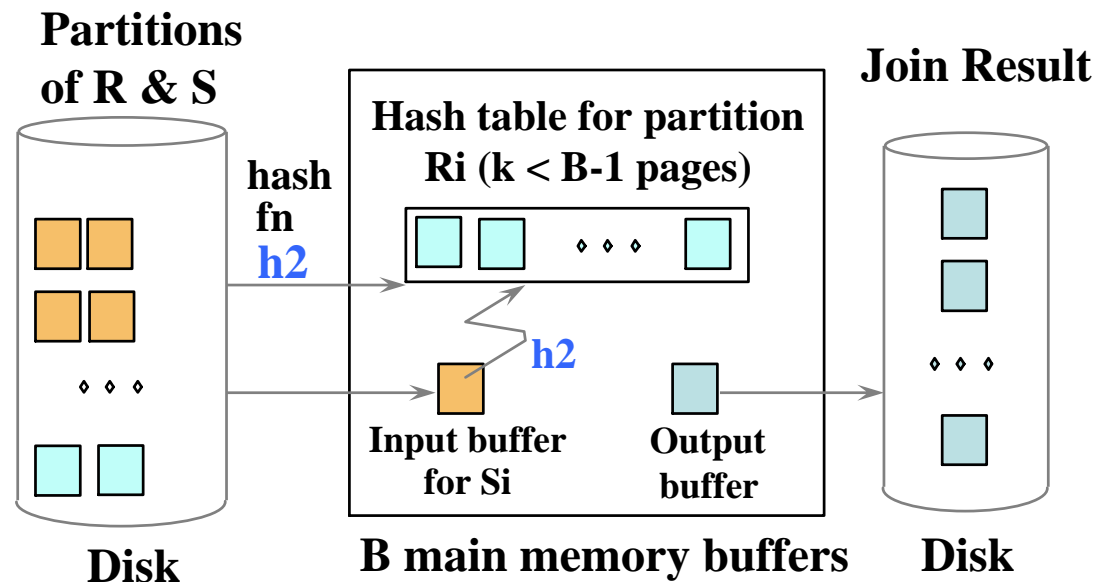 Partitions
of R & S
Join Result
Hash table for partition
Ri (k < B-1 pages)
hash
fn
h2
h2
Input buffer
for Si
Output
buffer
Disk
B main memory buffers
Disk